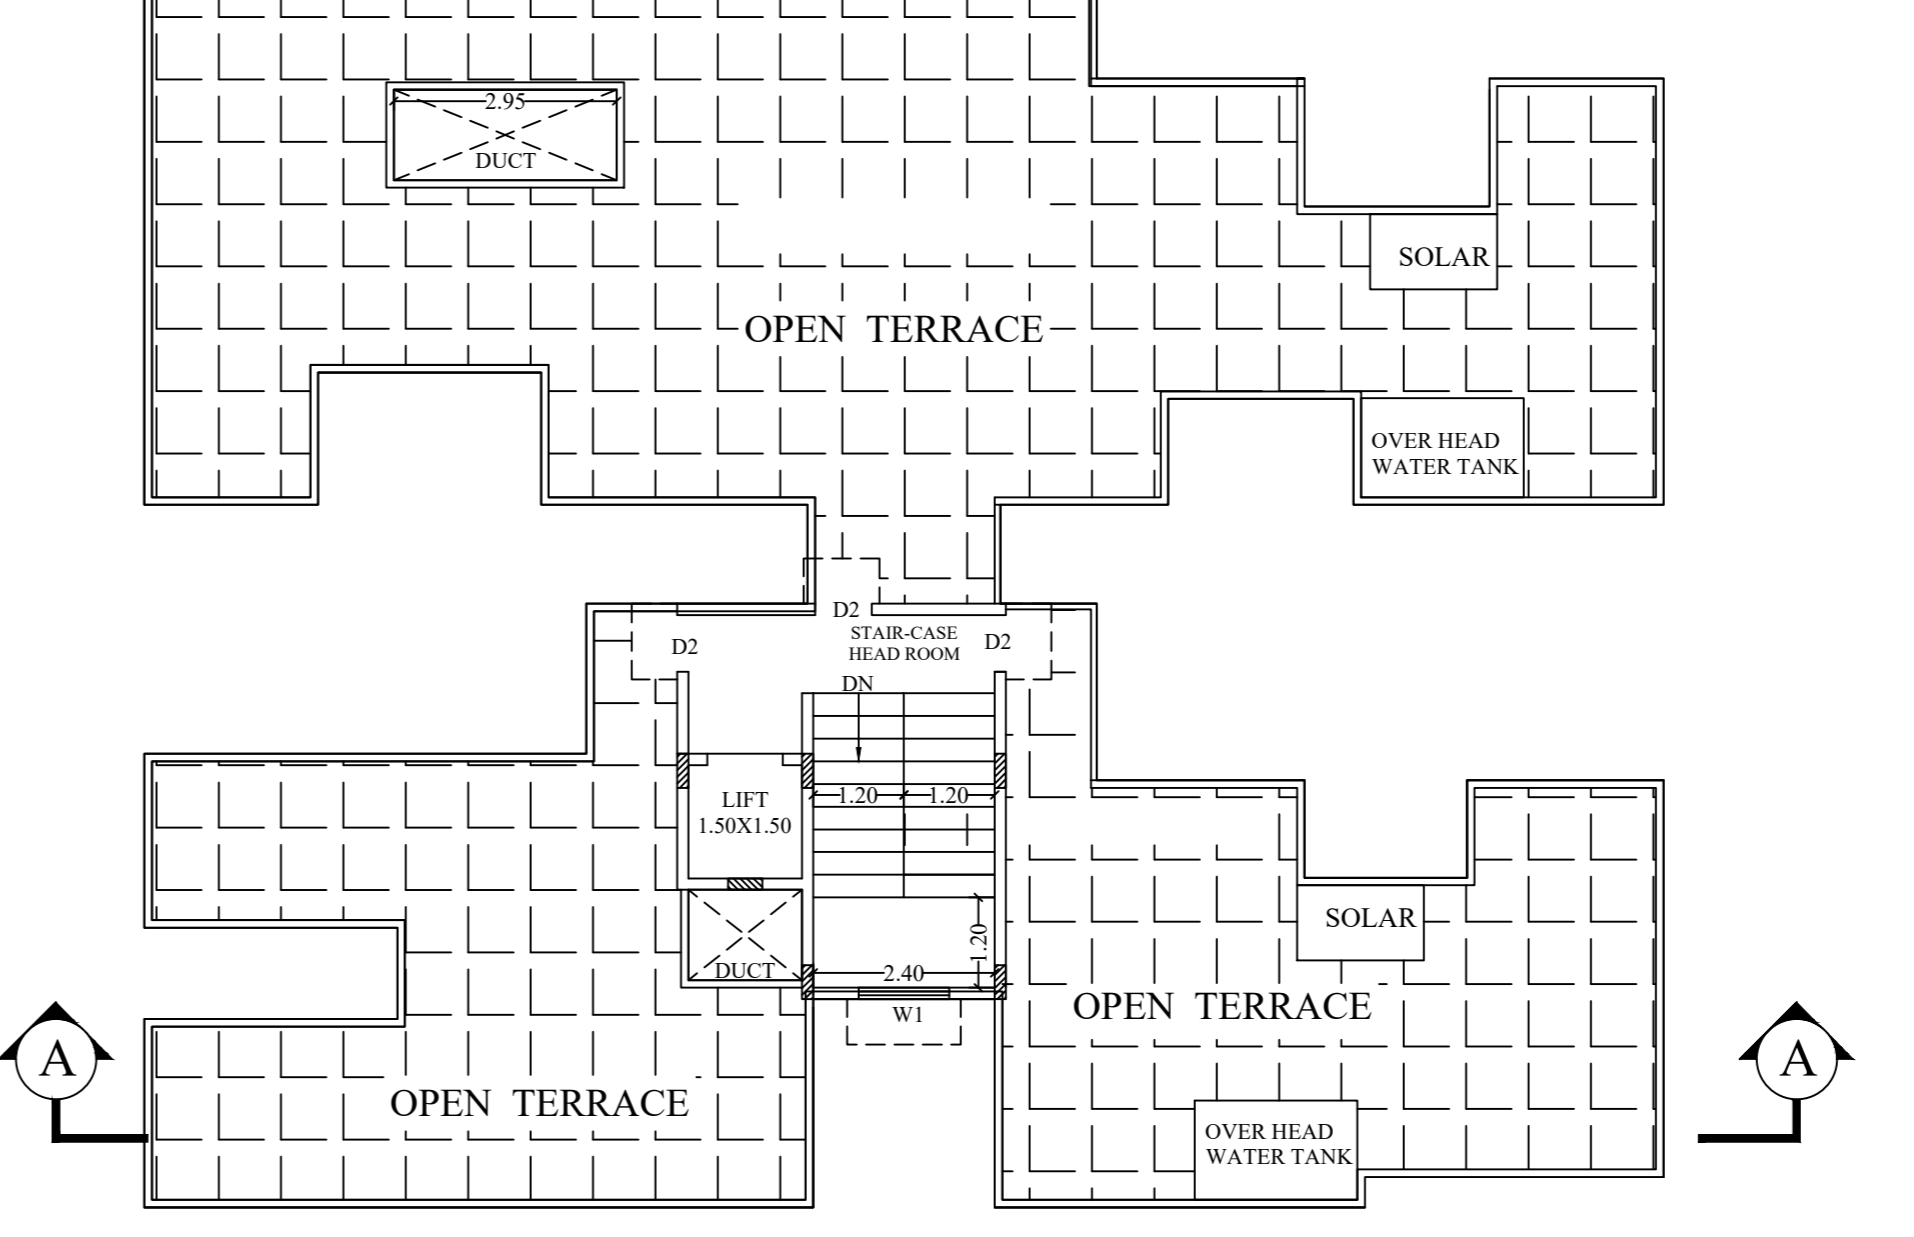 2.95
DUCT
SOLAR
OPEN TERRACE
OVER HEAD
WATER TANK
D2
STAIR-CASE
HEAD ROOM
D2
D2
DN
LIFT
1.50X1.50
1.20
1.20
SOLAR
1.20
DUCT
2.40
W1
OPEN TERRACE
A
A
OPEN TERRACE
OVER HEAD
WATER TANK